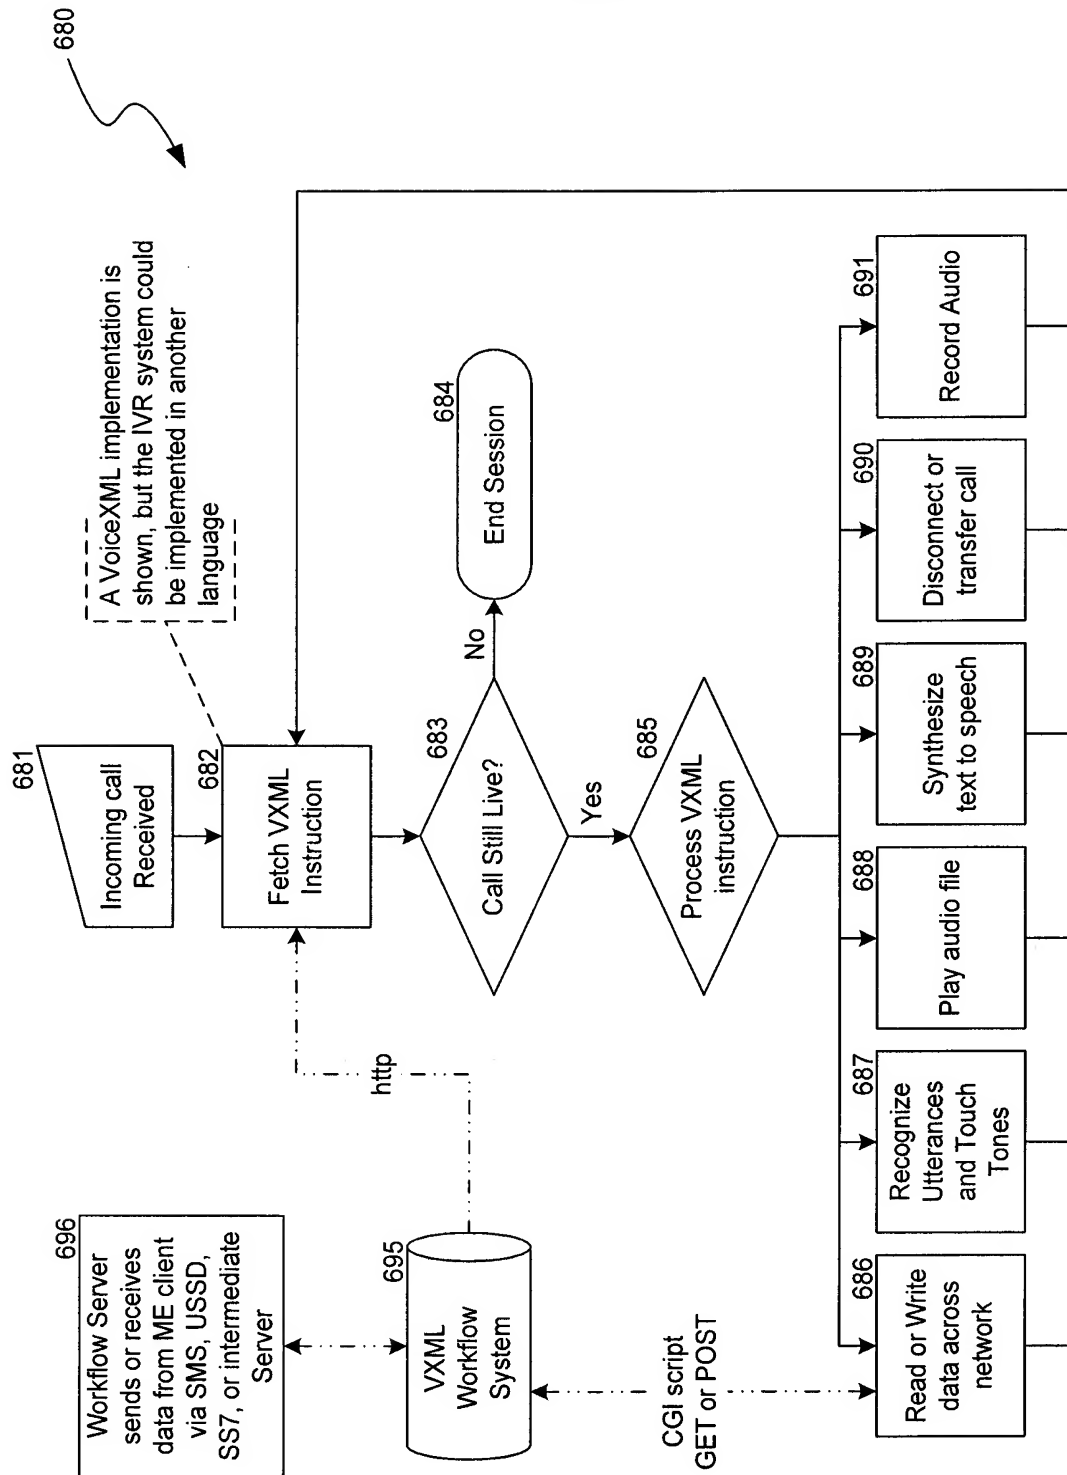 680
A VoiceXML implementation is
shown, but the IVR system could
be implemented in another
language
681
Incoming call
Received
682
Fetch VXML
Instruction
683
Call Still Live?
No
684
End Session
Yes
685
Process VXML
instruction
696
Workflow Server
sends or receives
data from ME client
via SMS, USSD,
SS7, or intermediate
Server
695
VXML
Workflow
System
http
CGI script
GET or POST
686
Read or Write
data across
network
687
Recognize
Utterances
and Touch
Tones
688
Play audio file
689
Synthesize
text to speech
690
Disconnect or
transfer call
691
Record Audio